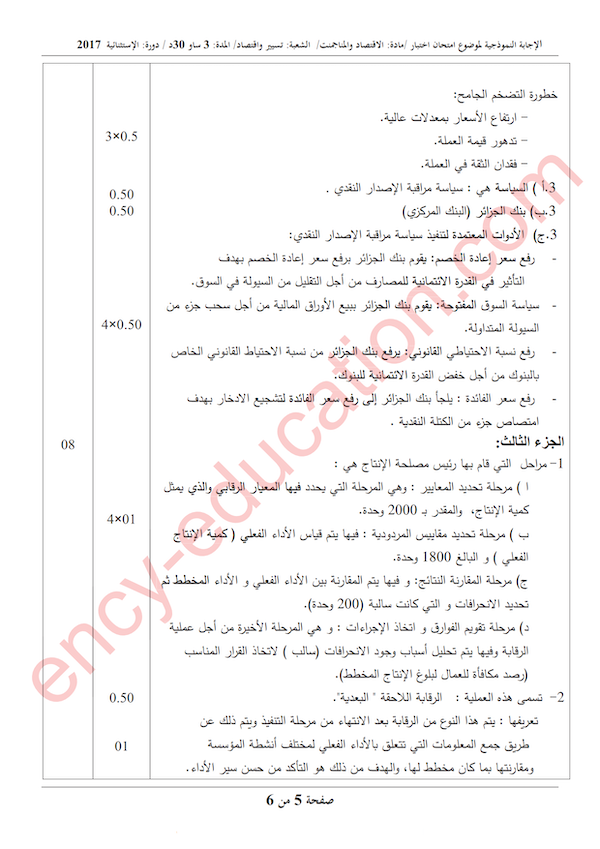 الإجابة النموذجية لموضوع امتحان اختبار /مادة: الاقتصاد والمناجمنت/ الشعبة: تسيير واقتصاد/ المدة: 3 ساو 30د / دورة: الإستثنائية 2017
خطورة التضخم الجامح:
– ارتفاع الأسعار بمعدلات عالية.
3×0.5
– تدهور قيمة العملة.
– فقدان الثقة في العملة.
3.أ ) السياسة هي : سياسة مراقبة الإصدار النقدي .
0.50
3.ب) بنك الجزائر (البنك المركزي)
0.50
3.ج) الأدوات المعتمدة لتنفيذ سياسة مراقبة الإصدار النقدي:
- رفع سعر إعادة الخصم: يقوم بنك الجزائر برفع سعر إعادة الخصم بهدف
التأثير في القدرة الائتمانية للمصارف من أجل التقليل من السيولة في السوق.
- سياسة السوق المفتوحة: يقوم بنك الجزائر ببيع الأوراق المالية من أجل سحب جزء من
السيولة المتداولة.
4×0.50
- رفع نسبة الاحتياطي القانوني: يرفع بنك الجزائر من نسبة الاحتياط القانوني الخاص
بالبنوك من أجل خفض القدرة الائتمانية للبنوك.
- رفع سعر الفائدة : يلجأ بنك الجزائر إلى رفع سعر الفائدة لتشجيع الادخار بهدف
امتصاص جزء من الكتلة النقدية .
الجزء الثالث:
08
1– مراحل التي قام بها رئيس مصلحة الإنتاج هي :
ا ) مرحلة تحديد المعايير : وهي المرحلة التي يحدد فيها المعيار الرقابي والذي يمثل
كمية الإنتاج، والمقدر بـ 2000 وحدة.
4×01
ب ) مرحلة تحديد مقاييس المردودية : فيها يتم قياس الأداء الفعلي ( كمية الإنتاج
الفعلي ) و البالغ 1800 وحدة.
ج) مرحلة المقارنة النتائج: و فيها يتم المقارنة بين الأداء الفعلي و الأداء المخطط ثم
تحديد الانحرافات و التي كانت سالبة (200 وحدة).
د) مرحلة تقويم الفوارق و اتخاذ الإجراءات : و هي المرحلة الأخيرة من أجل عملية
الرقابة وفيها يتم تحليل أسباب وجود الانحرافات (سالب ) لاتخاذ القرار المناسب
(رصد مكافأة للعمال لبلوغ الإنتاج المخطط).
2– تسمى هذه العملية : الرقابة اللاحقة " البعدية".
0.50
تعريفها : يتم هذا النوع من الرقابة بعد الانتهاء من مرحلة التنفيذ ويتم ذلك عن
طريق جمع المعلومات التي تتعلق بالأداء الفعلي لمختلف أنشطة المؤسسة
01
ومقارنتها بما كان مخطط لها، والهدف من ذلك هو التأكد من حسن سير الأداء.
صفحة 5 من 6
ency-education.com